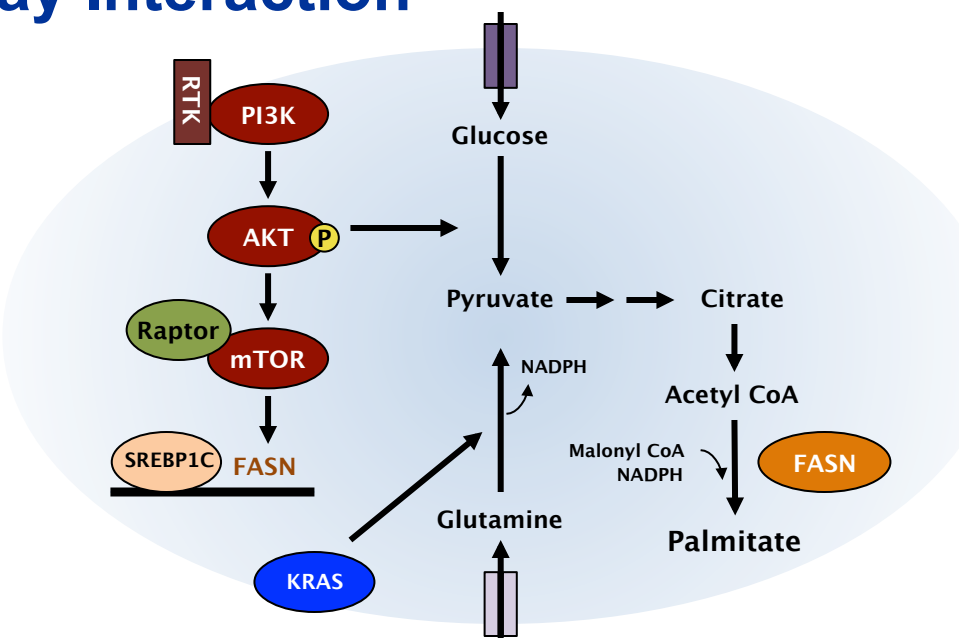 ay Interaction
RTK
PI3K
Glucose
AKT
P
Pyruvate
Citrate
Raptor
mTOR
NADPH
Acetyl CoA
SREBP1C
FASN
Malonyl CoA
NADPH
FASN
Glutamine
Palmitate
KRAS